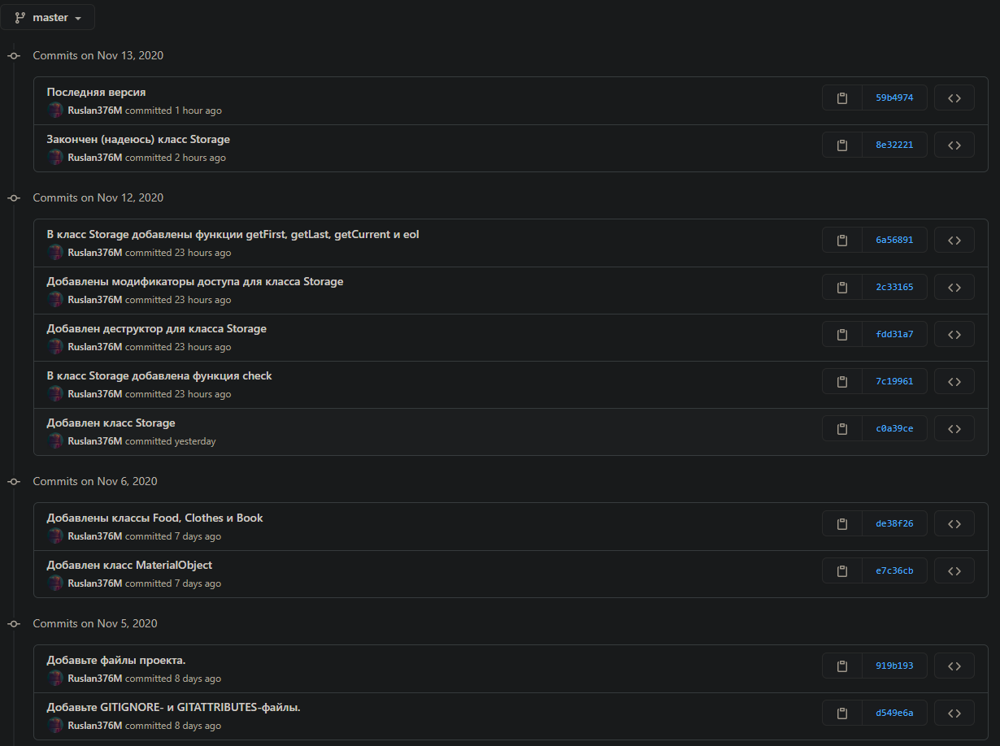 master
Commits on Nov 13, 2020
Последняя версия
Ruslan376M committed 1 hour ago
59b4974
Закончен (надеюсь) класс Storage
Ruslan376M committed 2 hours ago
8e32221
Commits on Nov 12, 2020
В класс Storage добавлены функции getFirst, getLast, getCurrent и eol
Ruslan376M committed 23 hours ago
6a56891
Добавлены модификаторы доступа для класса Storage
Ruslan376M committed 23 hours ago
2c33165
Добавлен деструктор для класса Storage
Ruslan376M committed 23 hours ago
fdd31a7
В класс Storage добавлена функция check
Ruslan376M committed 23 hours ago
7c19961
Добавлен класс Storage
Ruslan376M committed yesterday
c0a39ce
Commits on Nov 6, 2020
Добавлены классы Food, Clothes и Book
Ruslan376M committed 7 days ago
de38f26
Добавлен класс MaterialObject
Ruslan376M committed 7 days ago
e7c36cb
Commits on Nov 5, 2020
Добавьте файлы проекта.
Ruslan376M committed 8 days ago
919b193
Добавьте GITIGNORE- и GITATTRIBUTES-файлы.
Ruslan376M committed 8 days ago
d549e6a